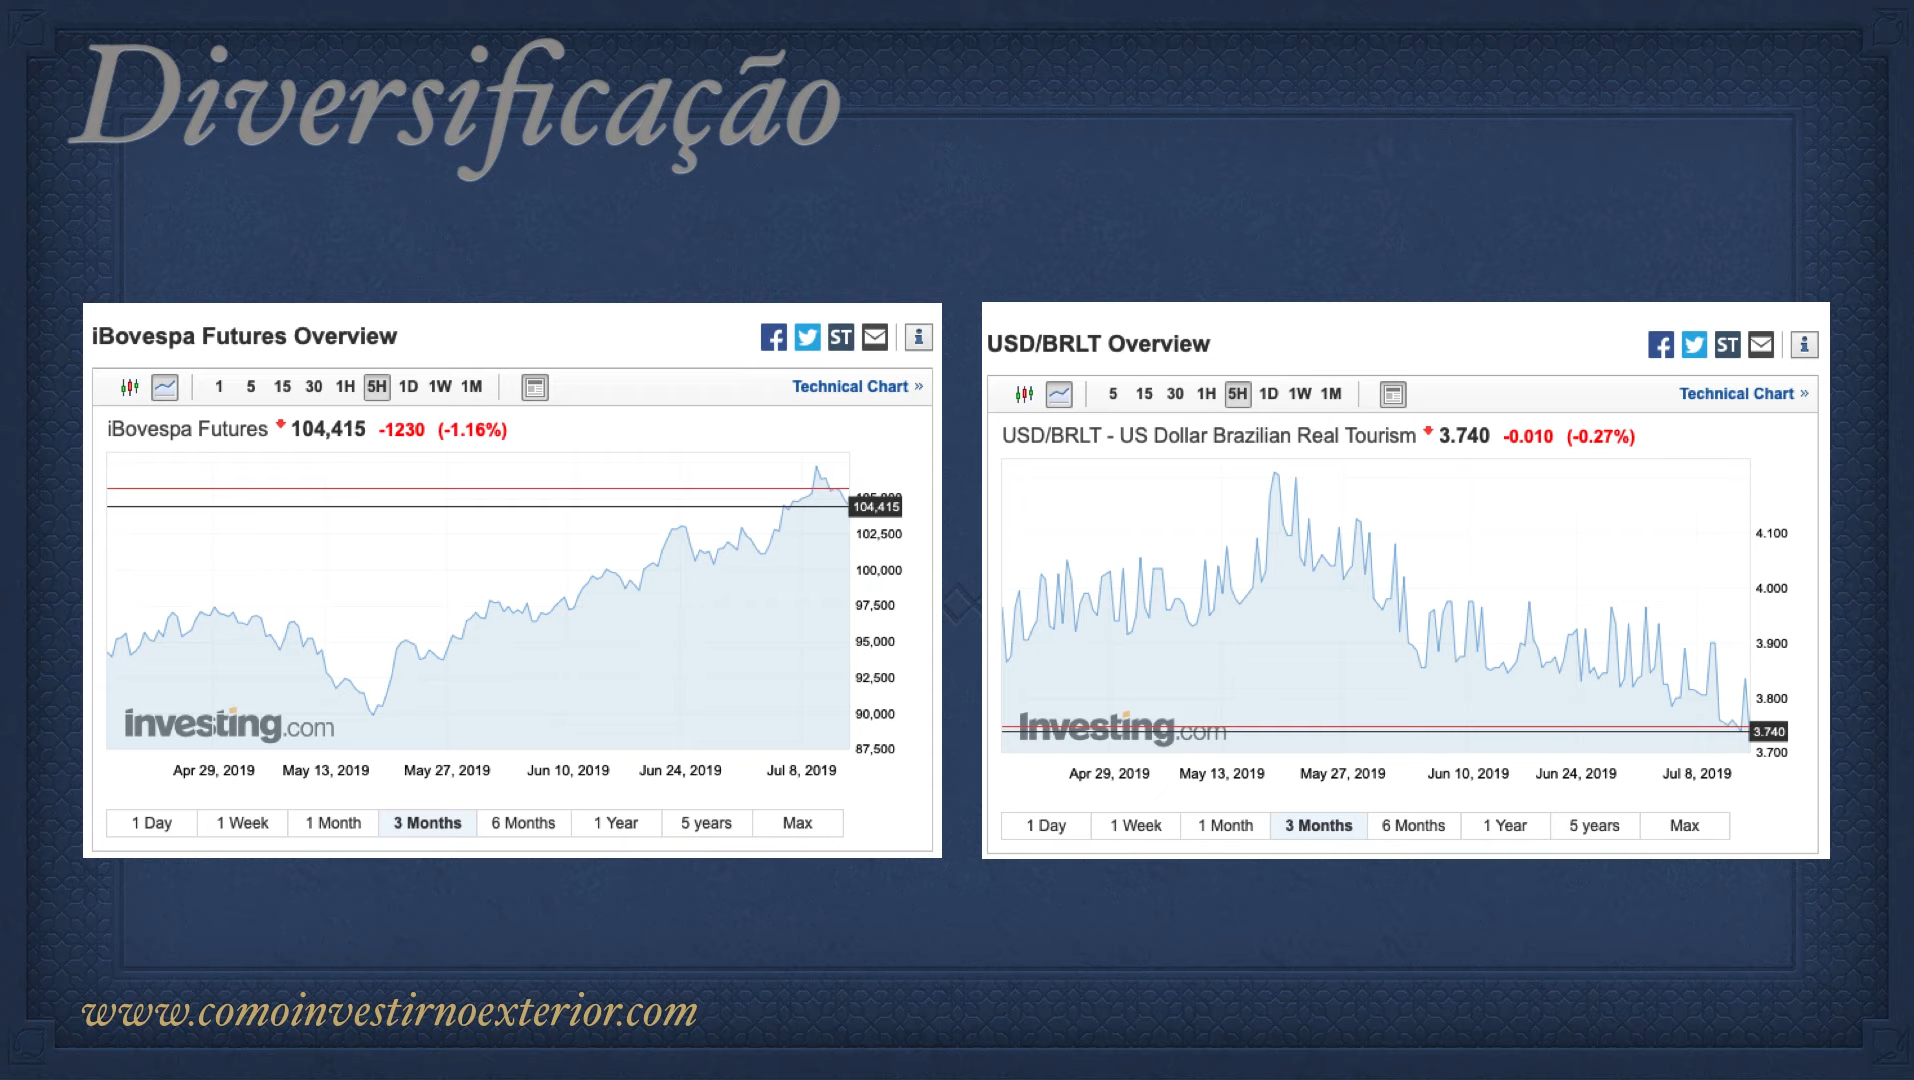 Diversificação
iBovespa Futures Overview
ST
1 5 15 30 1H 5H 1D 1W 1M
Technical Chart »
iBovespa Futures 104,415 -1230 (-1.16%)
105,000
104,415
102,500
100,000
97,500
95,000
92,500
90,000
87,500
Investing.com
Apr 29, 2019 May 13, 2019 May 27, 2019 Jun 10, 2019 Jun 24, 2019 Jul 8, 2019
1 Day 1 Week 1 Month 3 Months 6 Months 1 Year 5 years Max
USD/BRLT Overview
ST
5 15 30 1H 5H 1D 1W 1M
Technical Chart »
USD/BRLT - US Dollar Brazilian Real Tourism 3.740 -0.010 (-0.27%)
4.100
4.000
3.900
3.800
3.740
3.700
Investing.com
Apr 29, 2019 May 13, 2019 May 27, 2019 Jun 10, 2019 Jun 24, 2019 Jul 8, 2019
1 Day 1 Week 1 Month 3 Months 6 Months 1 Year 5 years Max
www.comoinvestirnoexterior.com